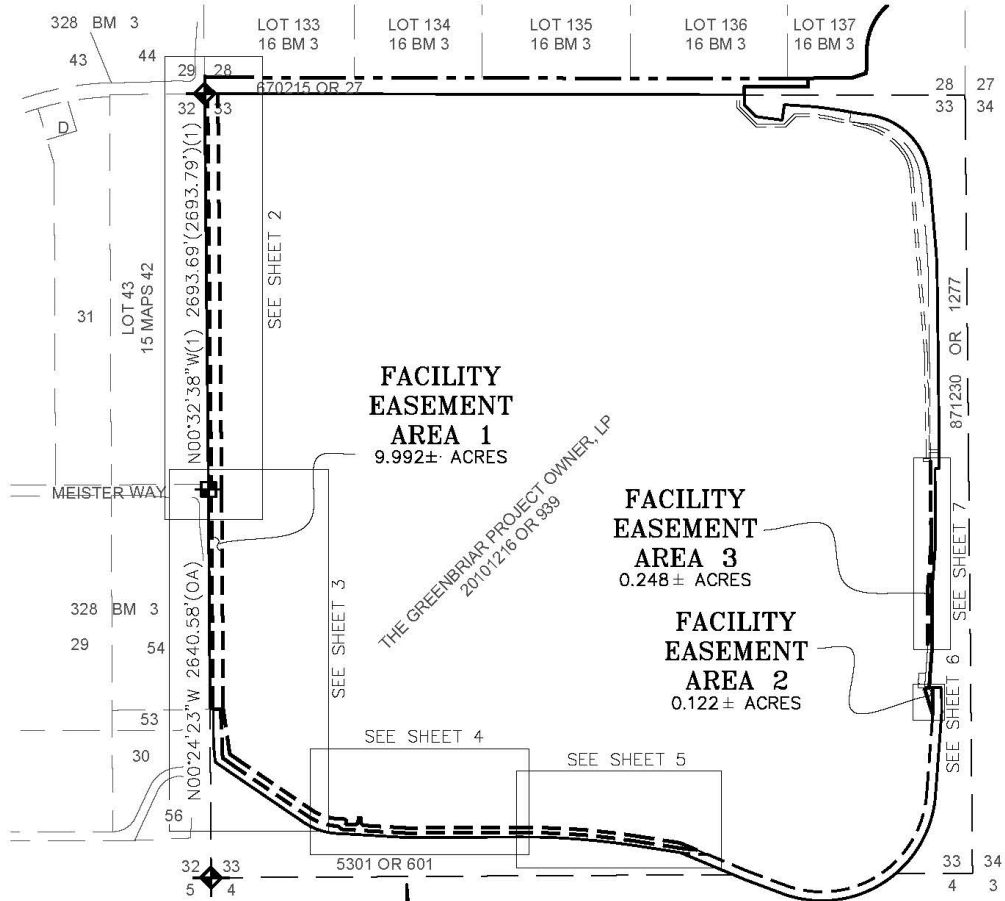 328 BM 3
43
44
LOT 133
16 BM 3
LOT 134
16 BM 3
LOT 135
16 BM 3
LOT 136
16 BM 3
LOT 137
16 BM 3
29 28
32 33
670215 OR 27
28 27
33 34
D
31
LOT 43
15 MAPS 42
N00°32'38"W(1) 2693.69'(2693.79')(1)
SEE SHEET 2
FACILITY
EASEMENT
AREA 1
9.992± ACRES
871230 OR 1277
MEISTER WAY
THE GREENBRIAR PROJECT OWNER, LP
20101216 OR 939
FACILITY
EASEMENT
AREA 3
0.248± ACRES
SEE SHEET 7
328 BM 3
29
54
N00°24'23"W 2640.58'(OA)
SEE SHEET 3
FACILITY
EASEMENT
AREA 2
0.122± ACRES
SEE SHEET 6
53
30
56
SEE SHEET 4
SEE SHEET 5
5301 OR 601
32 33
5 4
33 34
4 3